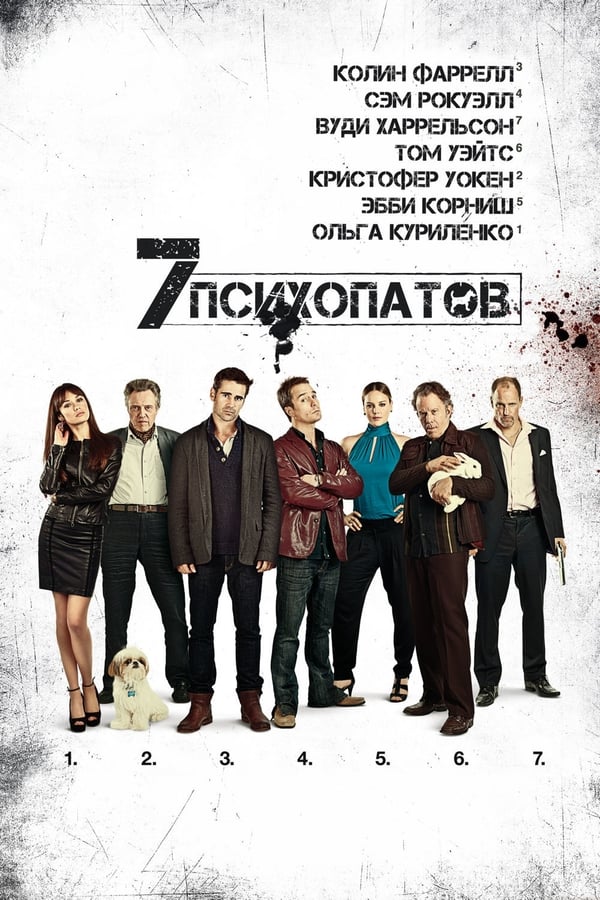 КОЛИН ФАРРЕЛЛ³
СЭМ РОКУЭЛЛ⁴
ВУДИ ХАРРЕЛЬСОН⁷
ТОМ УЭЙТС⁶
КРИСТОФЕР УОКЕН²
ЭББИ КОРНИШ⁵
ОЛЬГА КУРИЛЕНКО¹
7 ПСИХОПАТОВ
1. 2. 3. 4. 5. 6. 7.